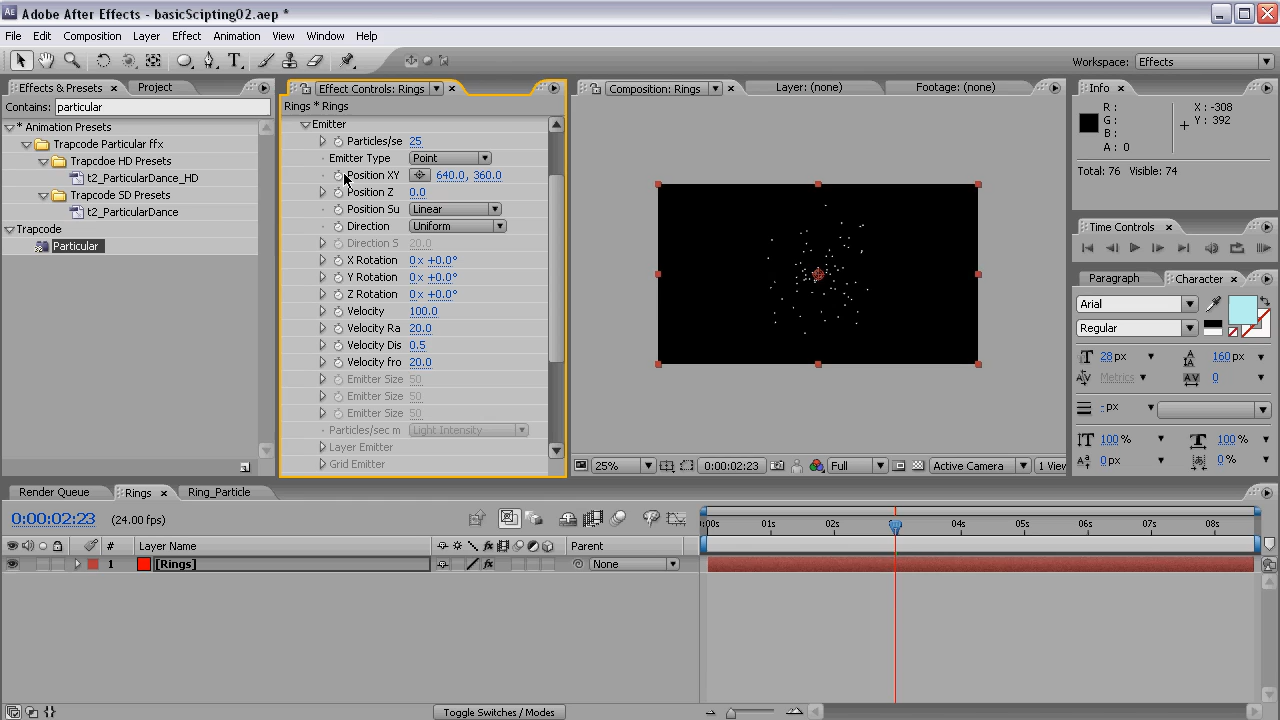 Adobe After Effects - basicScipting02.aep *
File Edit Composition Layer Effect Animation View Window Help
Workspace: Effects
Effects & Presets Project
Contains: particular
* Animation Presets
Trapcode Particular ffx
Trapcdoe HD Presets
t2_ParticularDance_HD
Trapcode SD Presets
t2_ParticularDance
Trapcode
Particular
Effect Controls: Rings
Rings * Rings
Emitter
Particles/se 25
Emitter Type Point
Position XY 640.0, 360.0
Position Z 0.0
Position Su Linear
Direction Uniform
Direction S 20.0
X Rotation 0 x +0.0°
Y Rotation 0 x +0.0°
Z Rotation 0 x +0.0°
Velocity 100.0
Velocity Ra 20.0
Velocity Dis 0.5
Velocity fro 20.0
Emitter Size 50
Emitter Size 50
Emitter Size 50
Particles/sec m Light Intensity
Layer Emitter
Grid Emitter
Composition: Rings Layer: (none) Footage: (none)
25% 0:00:02:23 Full Active Camera 1 View
Info
R : X : -308
G : Y : 392
B :
A : 0
Total: 76 Visible: 74
Time Controls
Paragraph Character
Arial
Regular
28 px 160 px
Metrics 0
- px
100 % 100 %
0 px 0 %
Render Queue Rings Ring_Particle
0:00:02:23 (24.00 fps)
:00s 01s 02s 04s 05s 06s 07s 08s
# Layer Name Parent
1 [Rings] None
Toggle Switches / Modes